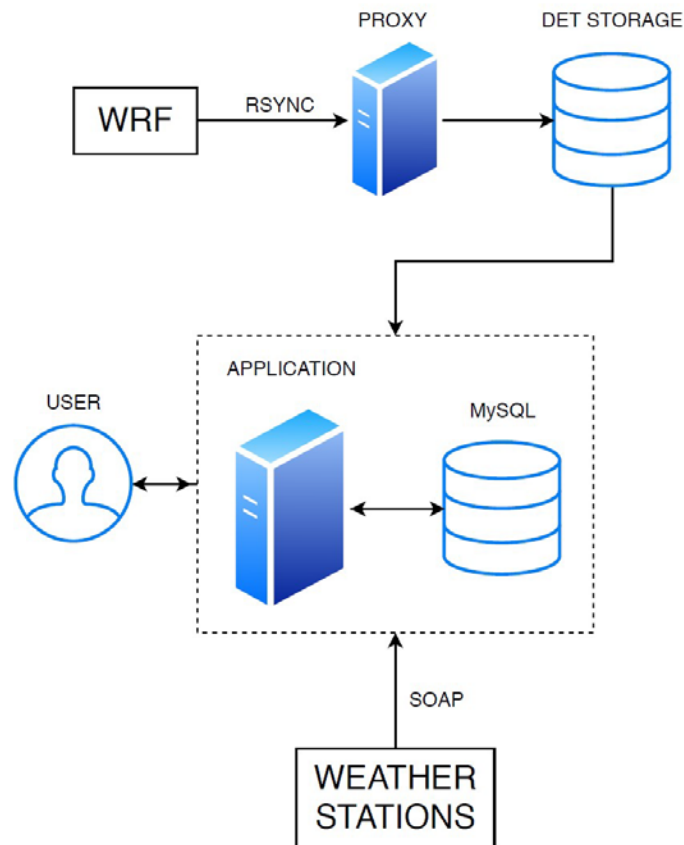 PROXY
DET STORAGE
WRF
RSYNC
APPLICATION
USER
MySQL
SOAP
WEATHER
STATIONS